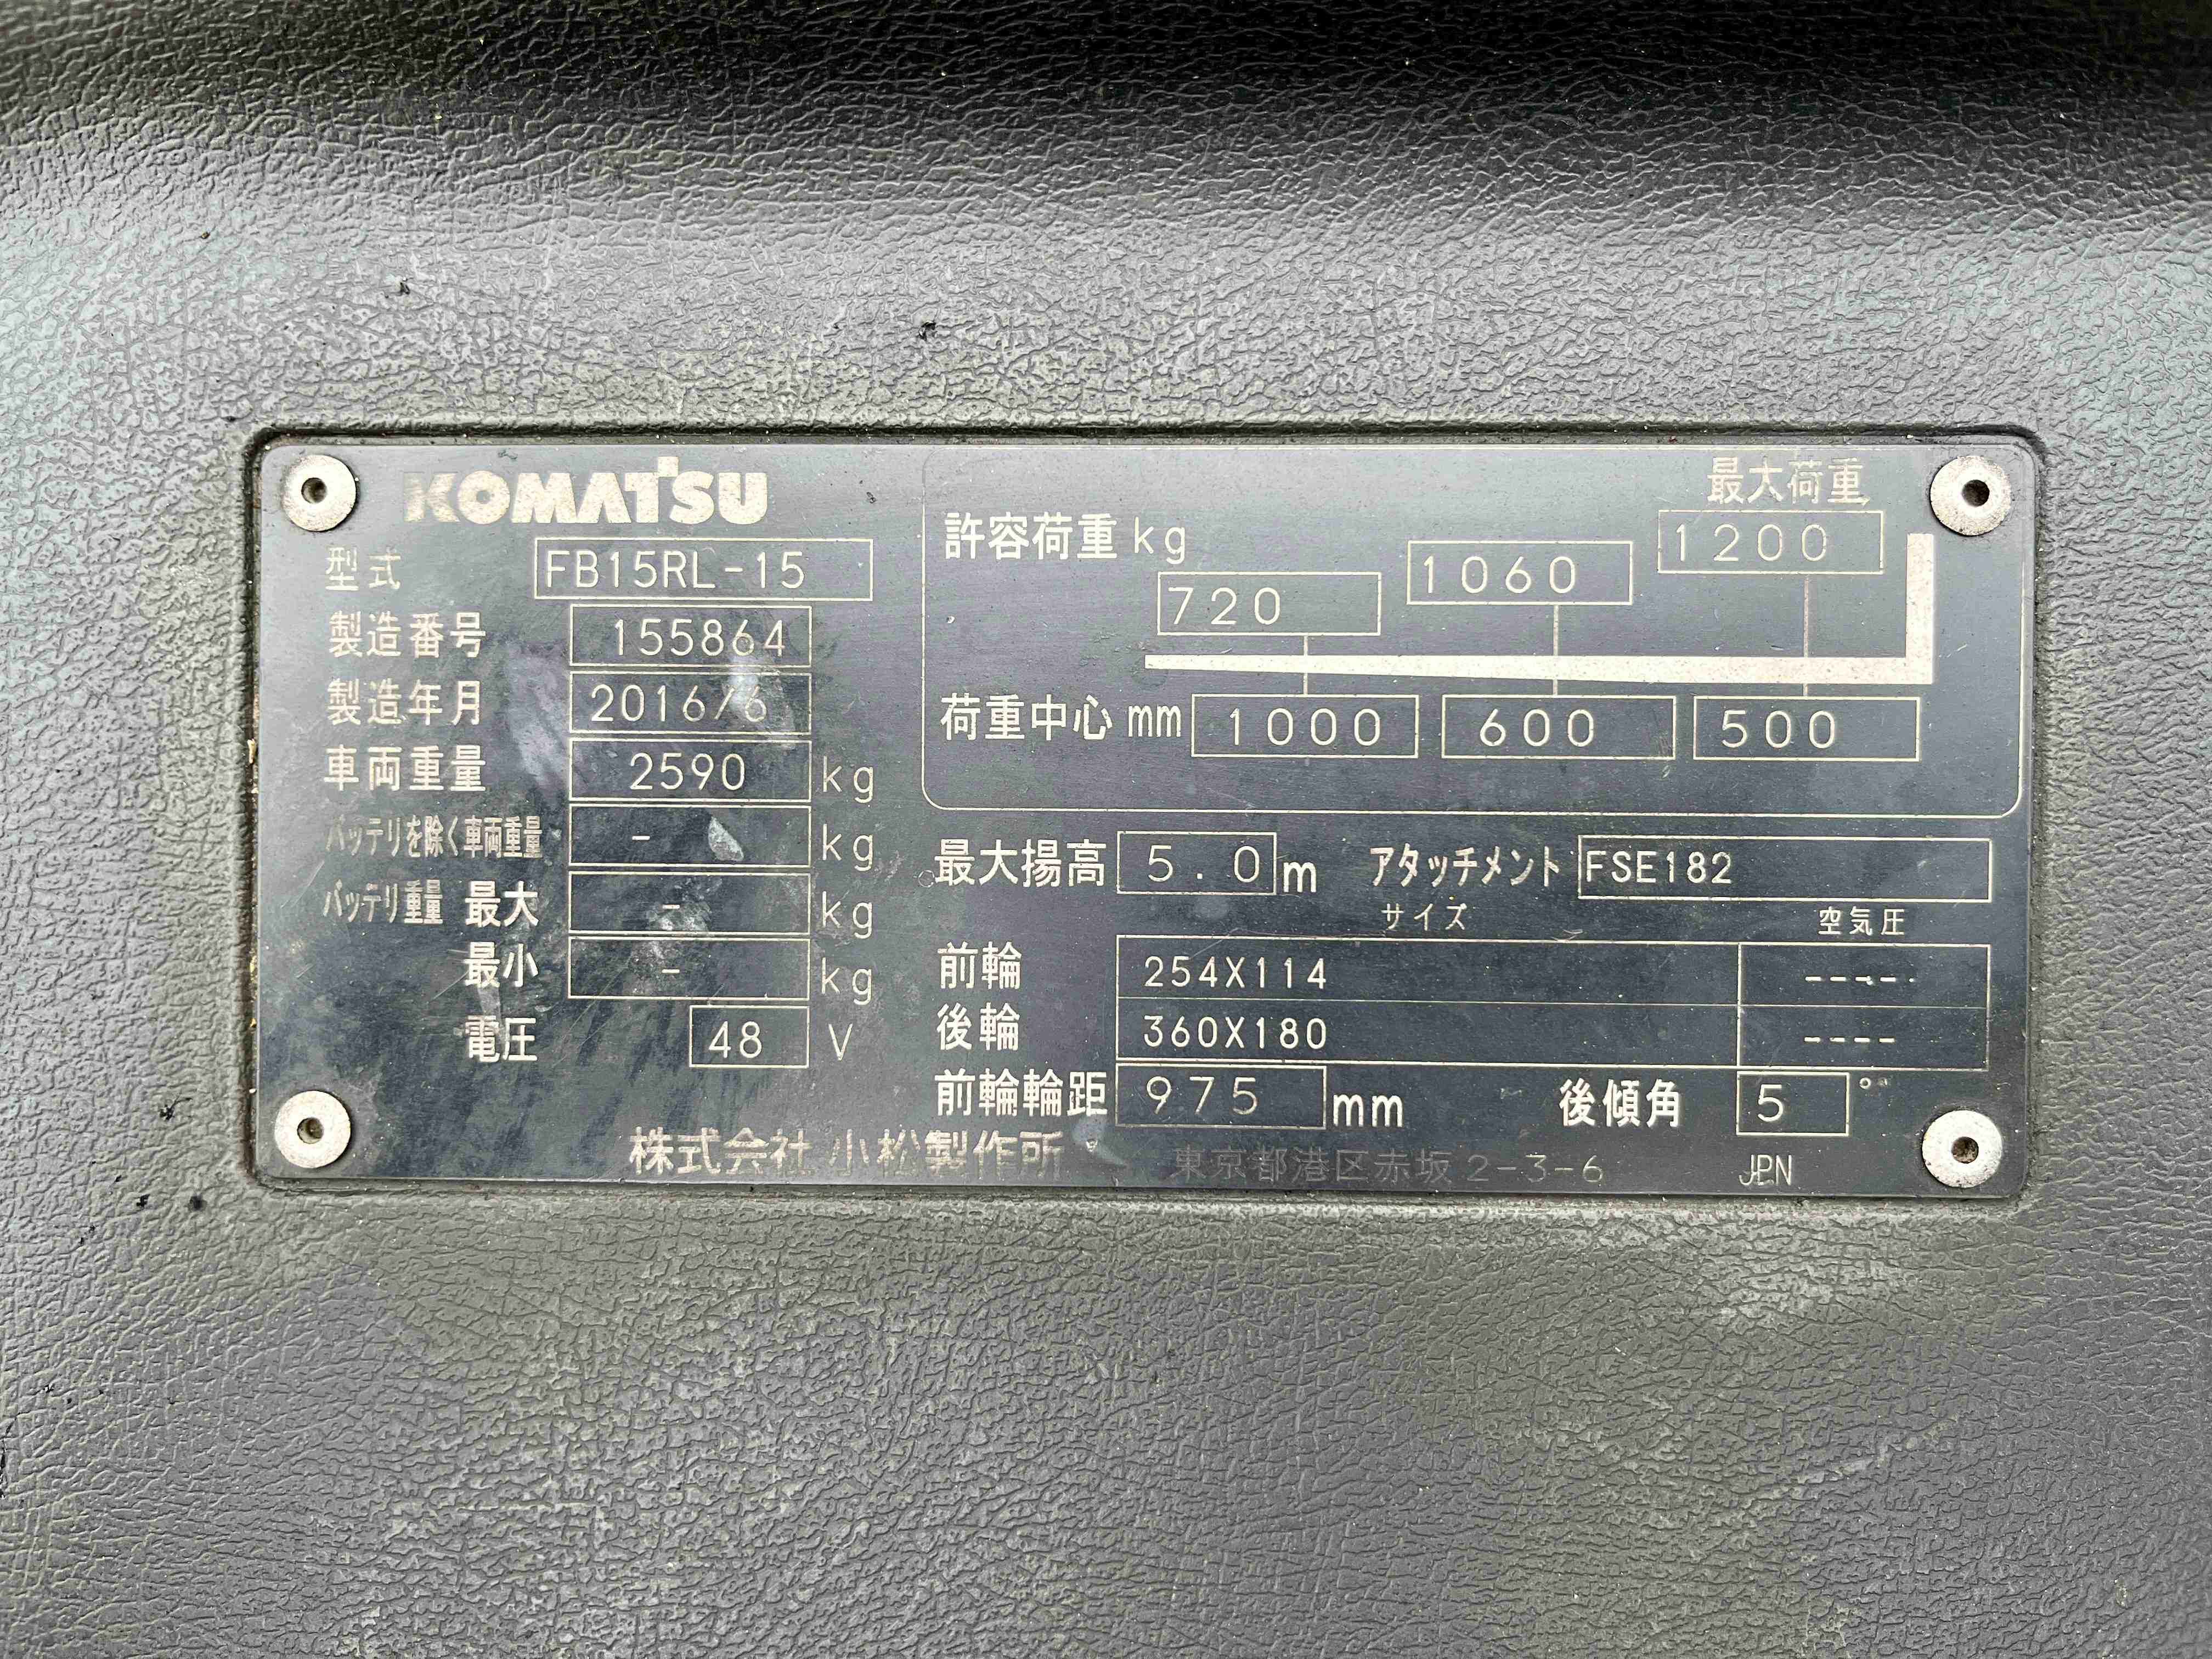 KOMATSU
型式 FB15RL-15
製造番号 155864
製造年月 2016/6
車両重量 2590 kg
バッテリを除く車両重量 - kg
バッテリ重量 最大 - kg
最小 - kg
電圧 48 V
最大荷重
許容荷重 kg 720 1060 1200
荷重中心 mm 1000 600 500
最大揚高 5.0 m アタッチメント FSE182
サイズ 空気圧
前輪 254X114 -----
後輪 360X180 ----
前輪輪距 975 mm 後傾角 5 °
株式会社 小松製作所 東京都港区赤坂2-3-6 JPN